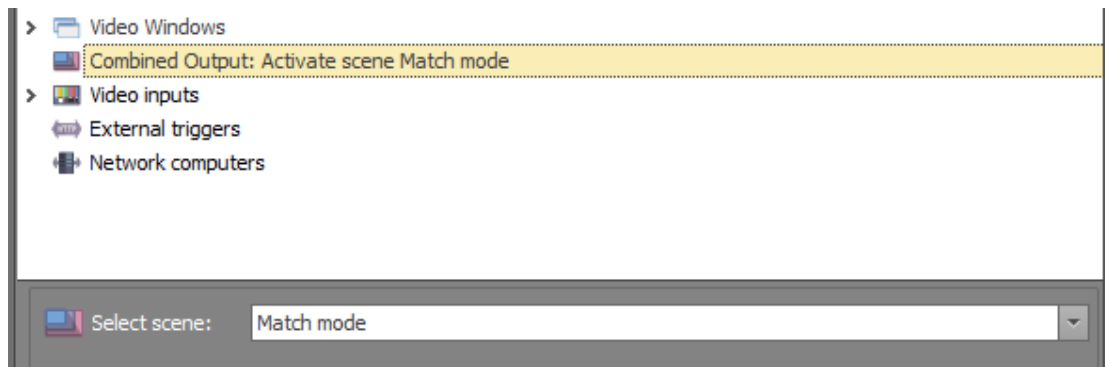 Video Windows
Combined Output: Activate scene Match mode
Video inputs
External triggers
Network computers
Select scene: Match mode